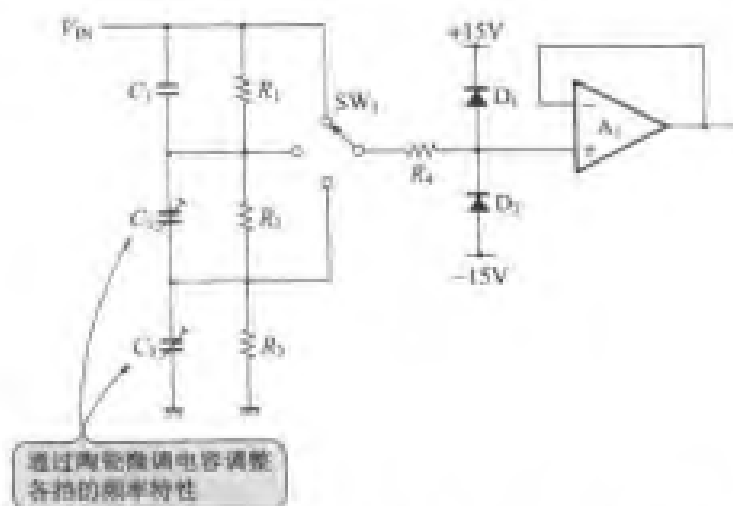 V_IN
+15V
C₁
R₁
SW₁
D₁
A₁
−
+
R₄
R₂
D₂
−15V
C₃
R₃
通过陶瓷微调电容调整
各挡的频率特性